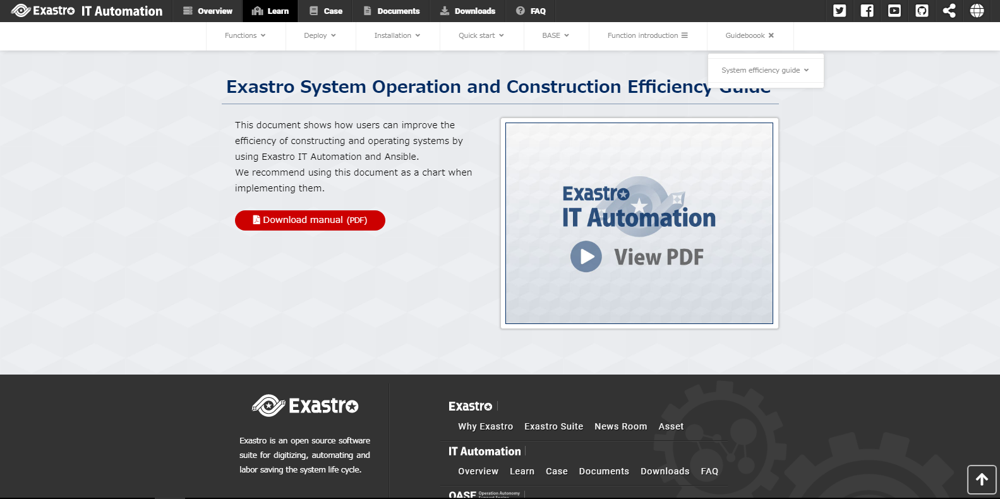 Exastro IT Automation
Overview
Learn
Case
Documents
Downloads
FAQ
Functions
Deploy
Installation
Quick start
BASE
Function introduction
Guideboook
System efficiency guide
Exastro System Operation and Construction Efficiency Guide
This document shows how users can improve the
efficiency of constructing and operating systems by
using Exastro IT Automation and Ansible.
We recommend using this document as a chart when
implementing them.
Download manual (PDF)
Exastro
IT Automation
View PDF
Exastro
Exastro is an open source software
suite for digitizing, automating and
labor saving the system life cycle.
Exastro
Why Exastro Exastro Suite News Room Asset
IT Automation
Overview Learn Case Documents Downloads FAQ
OASE Operation Autonomy
Support Engine